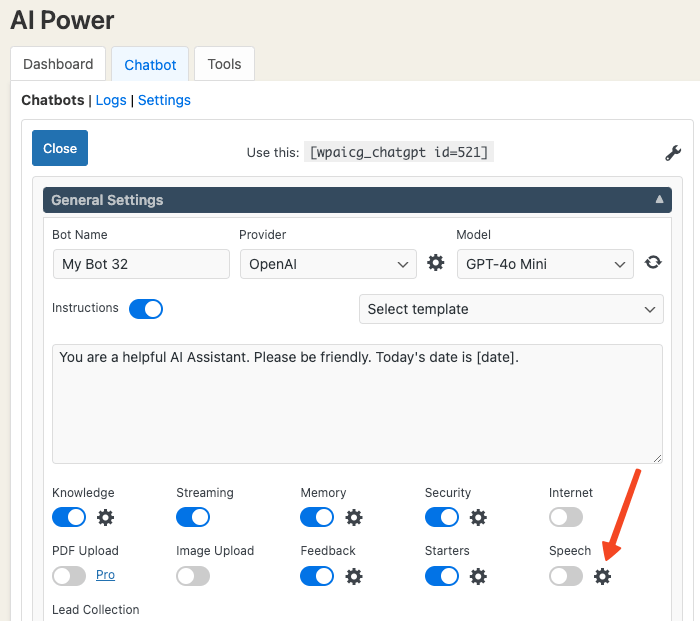 AI Power
Dashboard Chatbot Tools
Chatbots | Logs | Settings
Close Use this: [wpaicg_chatgpt id=521]
General Settings
Bot Name Provider Model
My Bot 32 OpenAI GPT-4o Mini
Instructions Select template
You are a helpful AI Assistant. Please be friendly. Today's date is [date].
Knowledge Streaming Memory Security Internet
PDF Upload Image Upload Feedback Starters Speech
Pro
Lead Collection